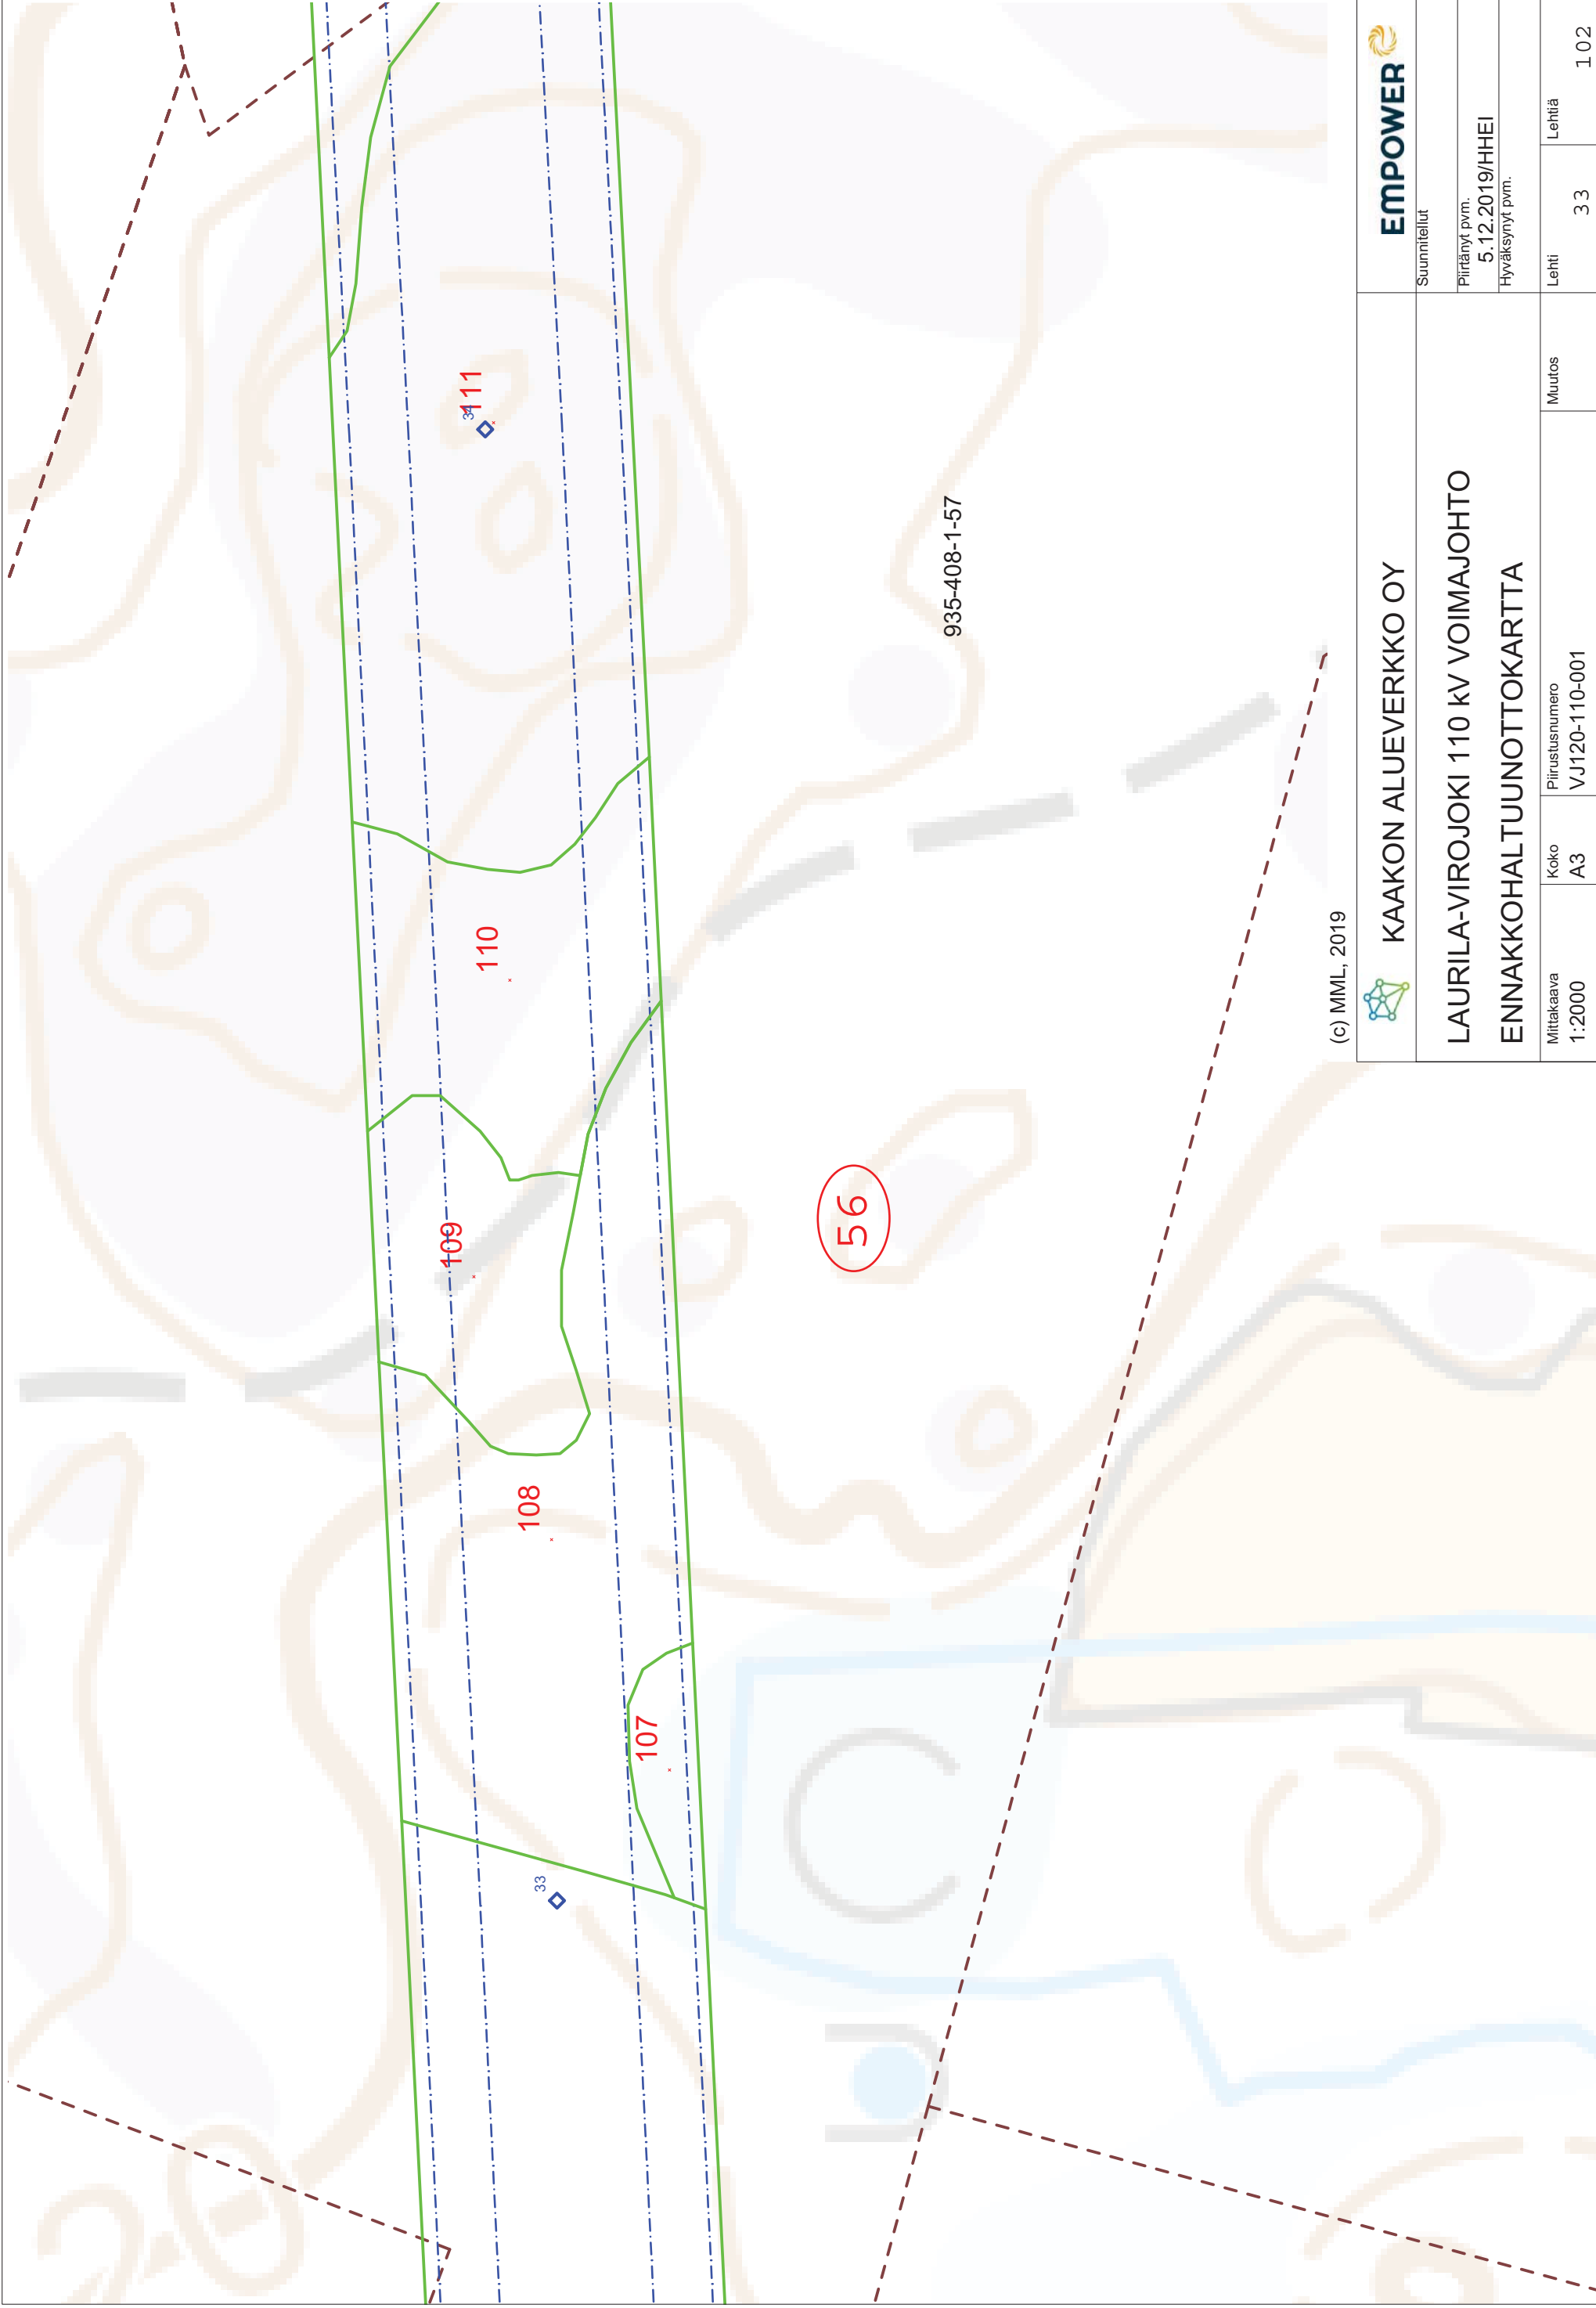 111
34
110
109
108
107
33
935-408-1-57
56
20
(c) MML, 2019
KAAKON ALUEVERKKO OY
EMPOWER
LAURILA-VIROJOKI 110 kV VOIMAJOHTO
ENNAKKOHALTUUNOTTOKARTTA
Suunnitellut
Piirtänyt pvm.
5.12.2019/HHEI
Hyväksynyt pvm.
Mittakaava
1:2000
Koko
A3
Piirustusnumero
VJ120-110-001
Muutos
Lehti
33
Lehtiä
102